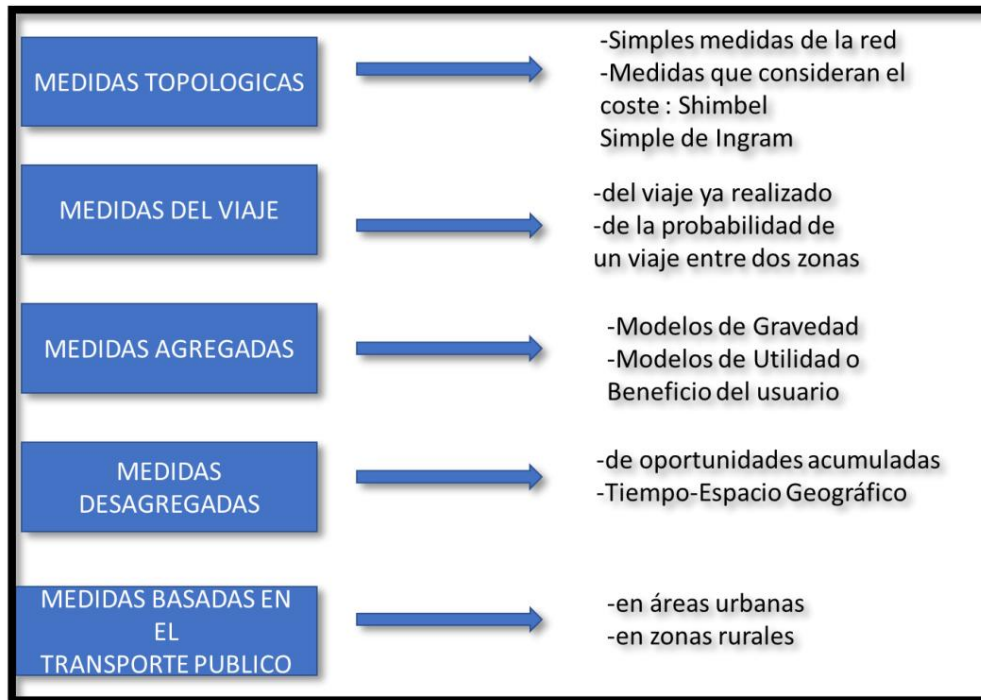 MEDIDAS TOPOLOGICAS
-Simples medidas de la red
-Medidas que consideran el
coste : Shimbel
Simple de Ingram
MEDIDAS DEL VIAJE
-del viaje ya realizado
-de la probabilidad de
un viaje entre dos zonas
MEDIDAS AGREGADAS
-Modelos de Gravedad
-Modelos de Utilidad o
Beneficio del usuario
MEDIDAS
DESAGREGADAS
-de oportunidades acumuladas
-Tiempo-Espacio Geográfico
MEDIDAS BASADAS EN
EL
TRANSPORTE PUBLICO
-en áreas urbanas
-en zonas rurales